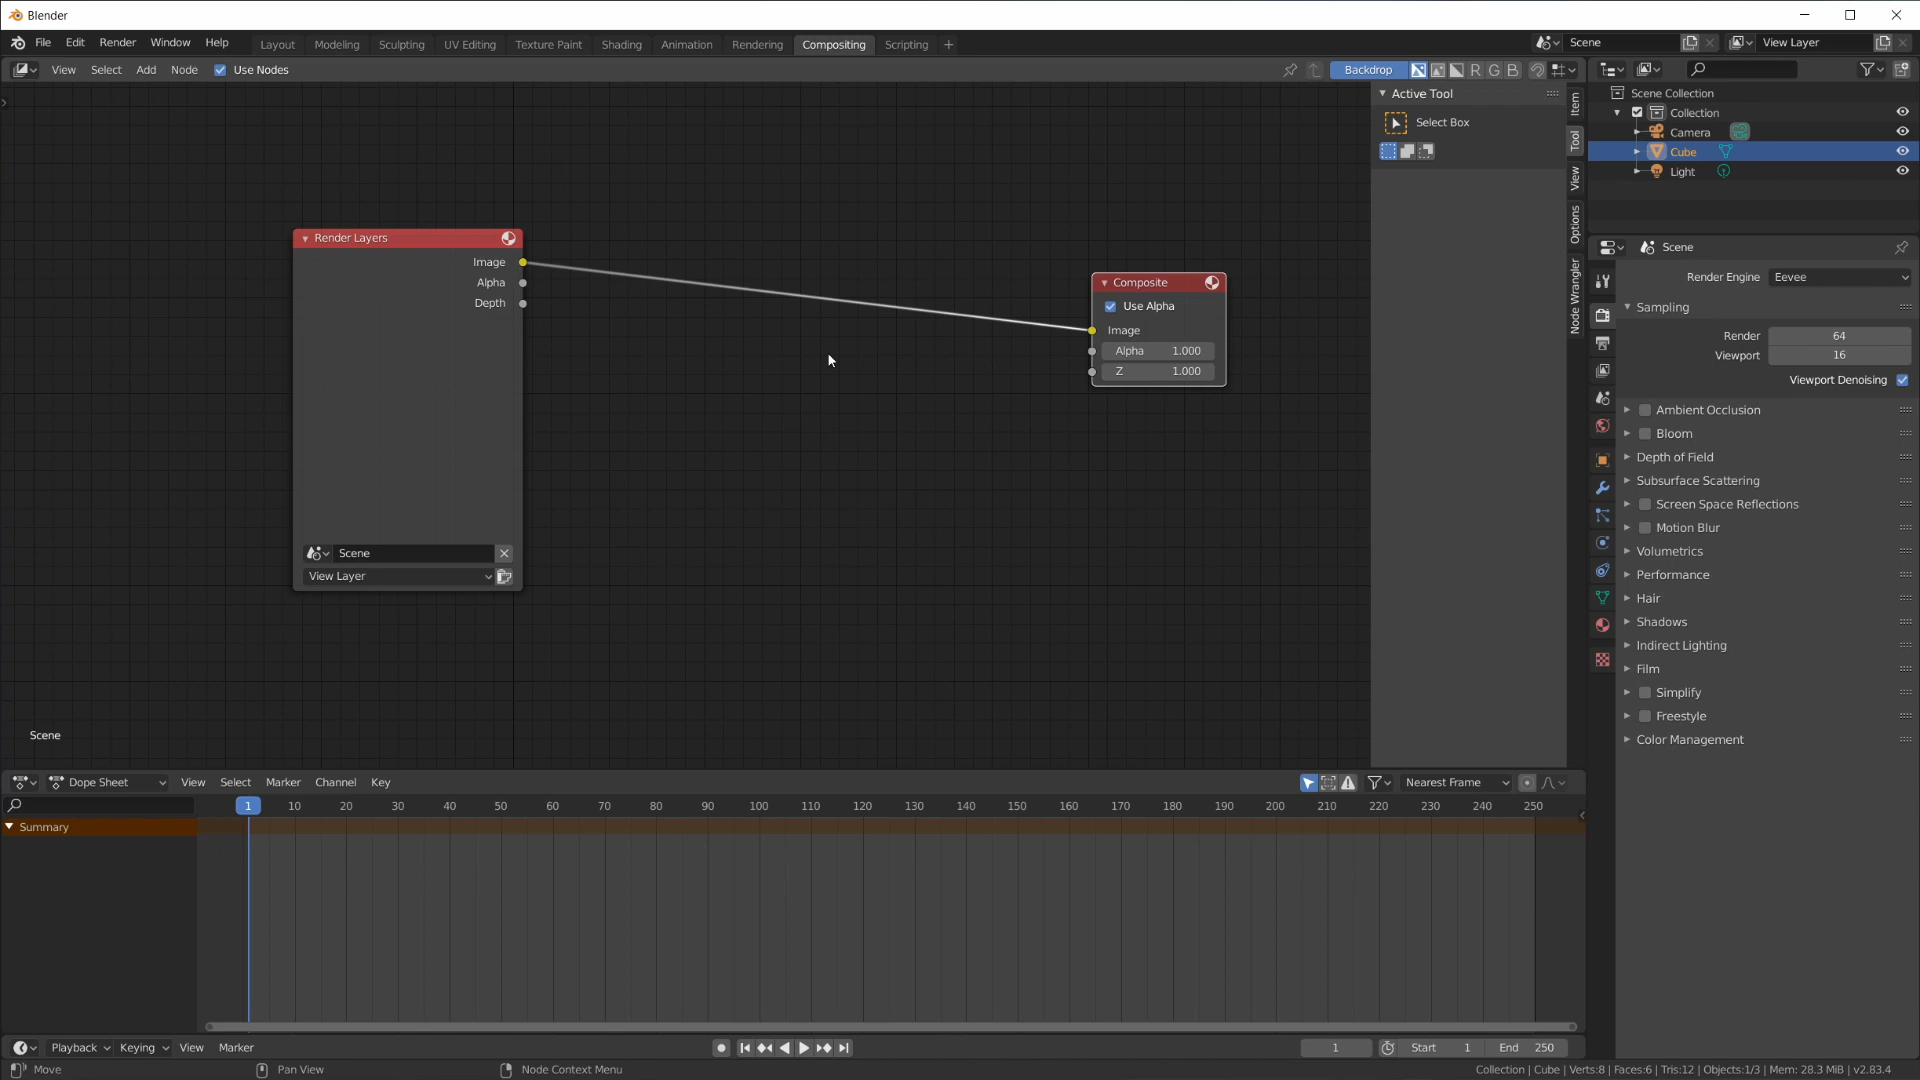 Blender
File Edit Render Window Help Layout Modeling Sculpting UV Editing Texture Paint Shading Animation Rendering Compositing Scripting + Scene View Layer
View Select Add Node Use Nodes Backdrop R G B
Active Tool
Select Box
Item
Tool
View
Options
Node Wrangler
Render Layers
Image
Alpha
Depth
Scene
View Layer
Composite
Use Alpha
Image
Alpha 1.000
Z 1.000
Scene
Scene Collection
Collection
Camera
Cube
Light
Scene
Render Engine Eevee
Sampling
Render 64
Viewport 16
Viewport Denoising
Ambient Occlusion
Bloom
Depth of Field
Subsurface Scattering
Screen Space Reflections
Motion Blur
Volumetrics
Performance
Hair
Shadows
Indirect Lighting
Film
Simplify
Freestyle
Color Management
Dope Sheet View Select Marker Channel Key Nearest Frame
1 10 20 30 40 50 60 70 80 90 100 110 120 130 140 150 160 170 180 190 200 210 220 230 240 250
Summary
Playback Keying View Marker 1 Start 1 End 250
Move Pan View Node Context Menu Collection | Cube | Verts:8 | Faces:6 | Tris:12 | Objects:1/3 | Mem: 28.3 MiB | v2.83.4